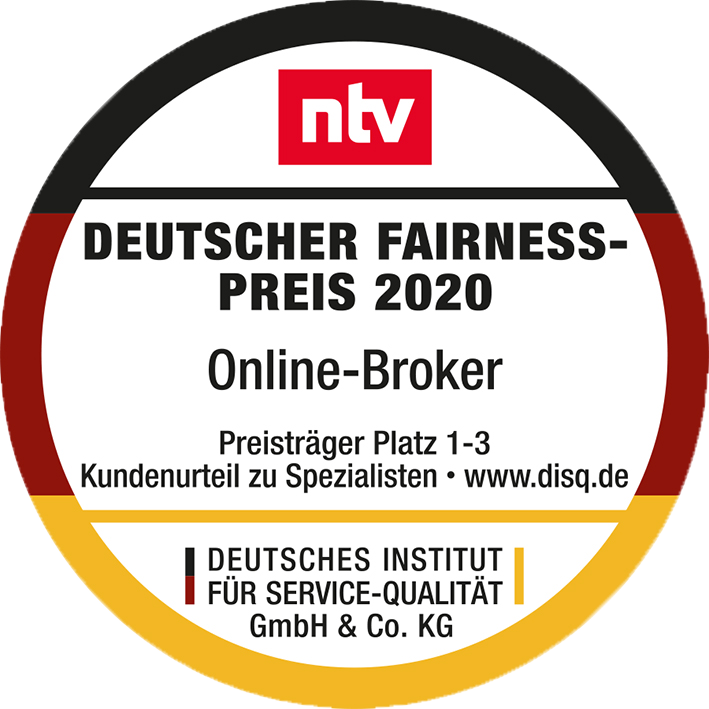 ntv
DEUTSCHER FAIRNESS-
PREIS 2020
Online-Broker
Preisträger Platz 1-3
Kundenurteil zu Spezialisten • www.disq.de
DEUTSCHES INSTITUT
FÜR SERVICE-QUALITÄT
GmbH & Co. KG